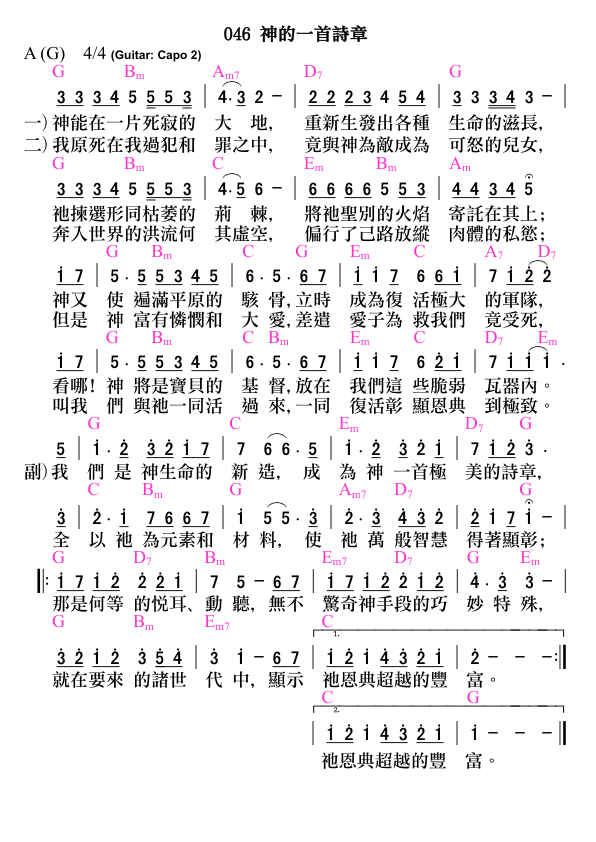 046 神的一首詩章
A (G) 4/4 (Guitar: Capo 2)
G Bm Am7 D7 G
3 3 3 4 5 5 5 3 | 4· 3 2 – | 2 2 2 3 4 5 4 | 3 3 3 4 3 – |
一) 神能在一片死寂的 大 地, 重新生發出各種 生命的滋長,
二) 我原死在我過犯和 罪之中, 竟與神為敵成為 可怒的兒女,
G Bm C Em Bm Am
3 3 3 4 5 5 5 3 | 4· 5 6 – | 6 6 6 6 5 5 3 | 4 4 3 4 5
祂揀選形同枯萎的 荊 棘, 將祂聖別的火焰 寄託在其上;
奔入世界的洪流何 其虛空, 偏行了己路放縱 肉體的私慾;
G Bm C G Em C A7 D7
1̇ 7 | 5· 5 5 3 4 5 | 6· 5· 6 7 | 1̇ 1̇ 7 6 6 1̇ | 7 1̇ 2̇ 2̇
神又 使 遍滿平原的 駭 骨, 立時 成為復 活極大 的軍隊,
但是 神 富有憐憫和 大 愛, 差遣 愛子為 救我們 竟受死,
G Bm C Bm Em C D7 Em
1̇ 7 | 5· 5 5 3 4 5 | 6· 5· 6 7 | 1̇ 1̇ 7 6 2̇ 1̇ | 7 1̇ 1̇ 1̇ ·
看哪! 神 將是寶貝的 基 督, 放在 我們這 些脆弱 瓦器內。
叫我 們 與祂一同活 過 來, 一同 復活彰 顯恩典 到極致。
G C Em D7 G
5 | 1̇· 2̇ 3̇ 2̇ 1̇ 7 | 7 6 6· 5 | 1̇· 2̇ 3̇ 1̇ 2̇ | 7 1̇ 2̇ 3̇ ·
副) 我 們 是 神生命的 新 造, 成 為 神 一首極 美的詩章,
C Bm G Am7 D7 G
3̇ | 2̇· 1̇ 7 6 6 7 | 1̇ 5 5· 3̇ | 2̇· 3̇ 4̇ 3̇ 2̇ | 2̇ 7 1̇ 1̇ – |
全 以 祂 為元素和 材 料, 使 祂 萬 般智慧 得著顯彰;
G D7 Bm Em7 D7 G Em
‖: 1̇ 7 1̇ 2̇ 2̇ 2̇ 1̇ | 7 5 – 6 7 | 1̇ 7 1̇ 2̇ 2̇ 2̇ 1̇ | 4̇· 3̇ 3̇ – |
那是何等 的悦耳、動 聽, 無不 驚奇神手段的巧 妙 特 殊,
G Bm Em7 C
1.
3̇ 2̇ 1̇ 2̇ 3̇ 5̇ 4̇ | 3̇ 1̇ – 6 7 | 1̇ 2̇ 1̇ 4̇ 3̇ 2̇ 1̇ | 2̇ – – :‖
就在要來 的諸世 代 中, 顯示 祂恩典超越的豐 富。
C G
2.
| 1̇ 2̇ 1̇ 4̇ 3̇ 2̇ 1̇ | 1̇ – – ‖
祂恩典超越的豐 富。